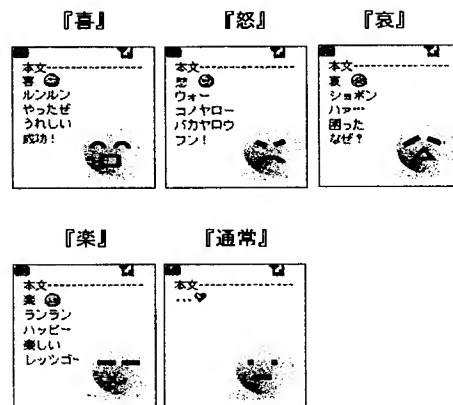 『喜』
『怒』
『哀』
本文
喜
ルンルン
やったぜ
うれしい
成功！
本文
怒
ウォー
コノヤロー
バカヤロウ
フン！
本文
哀
ショボン
ハァ…
困った
なぜ？
『楽』
『通常』
本文
楽
ランラン
ハッピー
楽しい
レッツゴー
本文
...